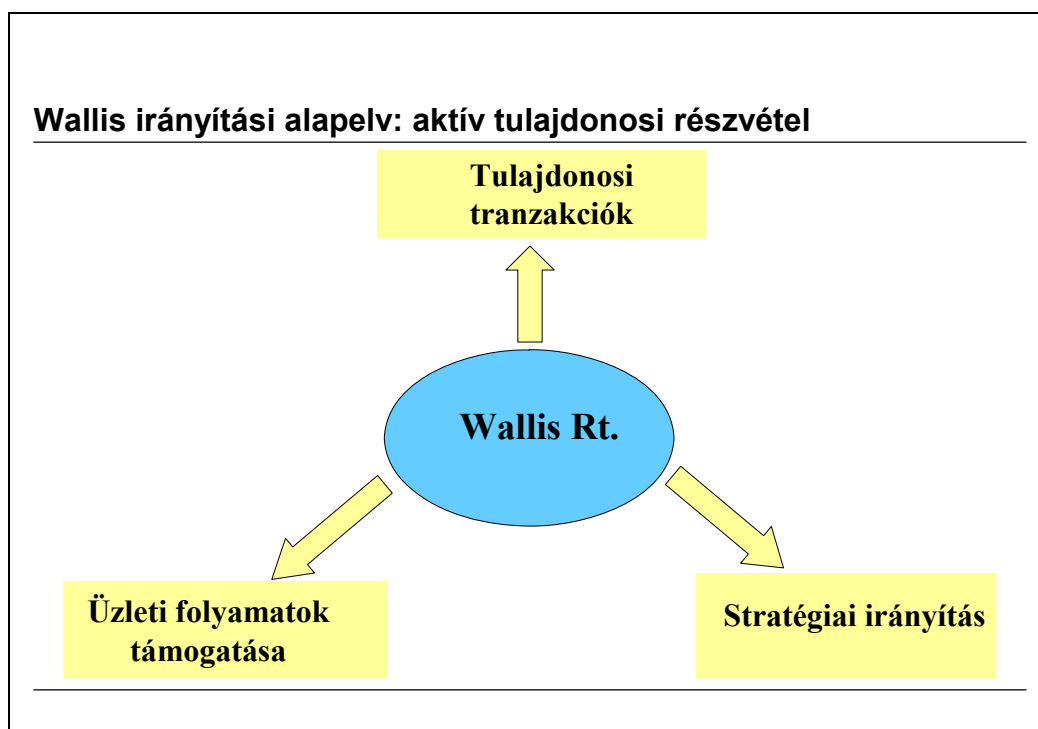 Wallis irányítási alapelv: aktív tulajdonosi részvétel
Tulajdonosi
tranzakciók
Wallis Rt.
Üzleti folyamatok
támogatása
Stratégiai irányítás